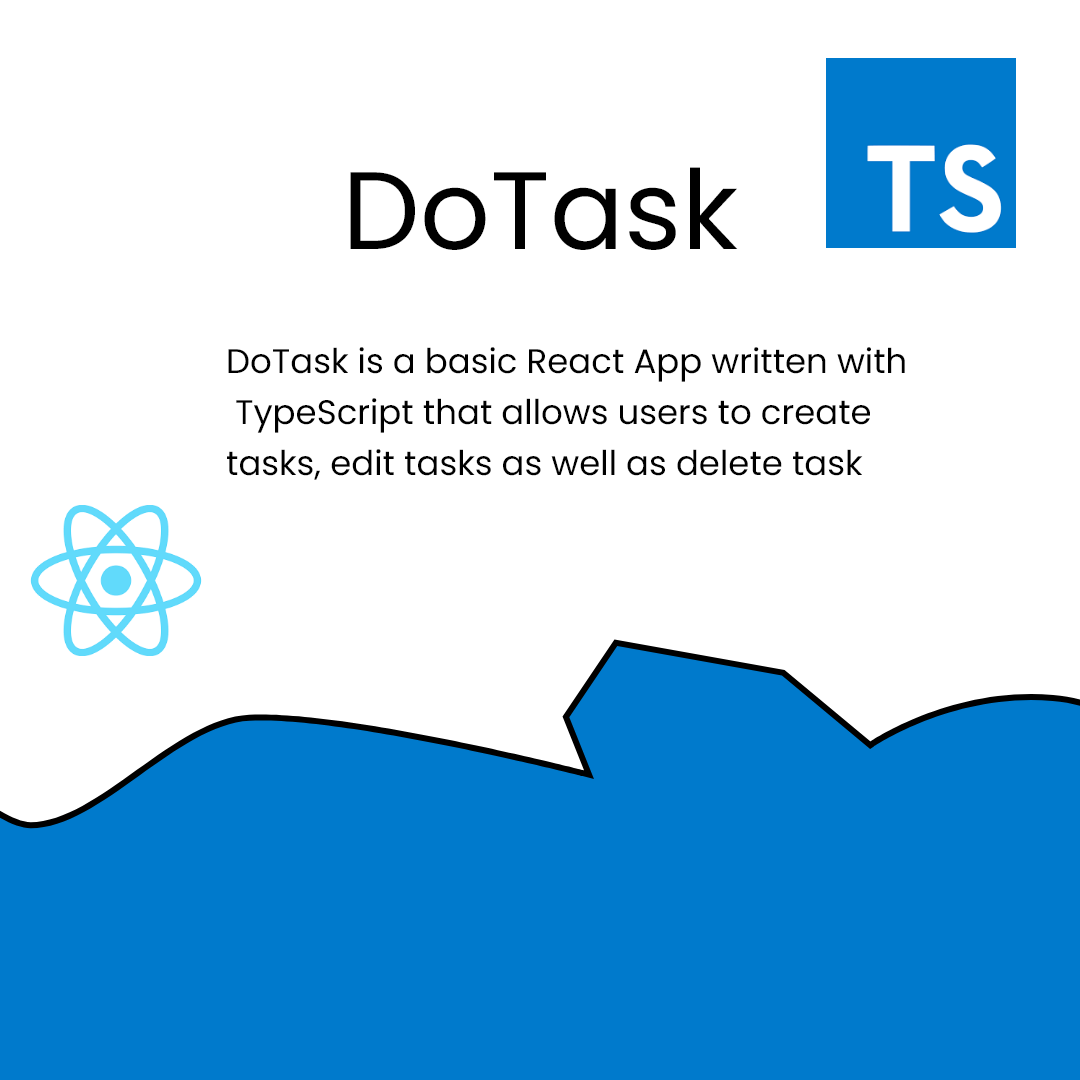 TS
DoTask
DoTask is a basic React App written with
TypeScript that allows users to create
tasks, edit tasks as well as delete task